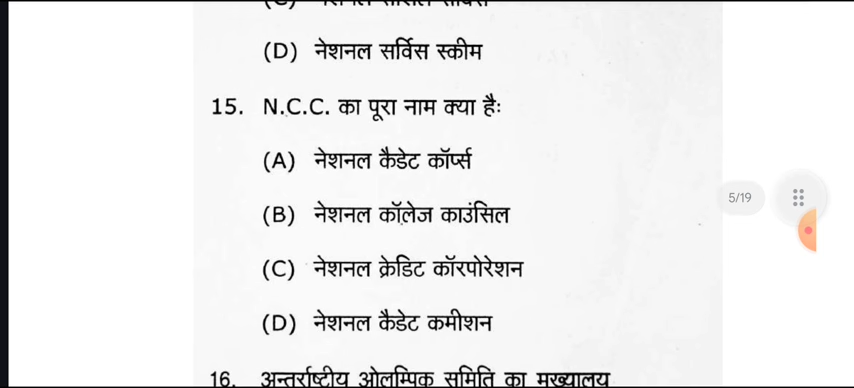 (D) नेशनल सर्विस स्कीम
15. N.C.C. का पूरा नाम क्या हैः
(A) नेशनल कैडेट कॉर्प्स
(B) नेशनल कॉलेज काउंसिल
5/19
(C) नेशनल क्रेडिट कॉरपोरेशन
(D) नेशनल कैडेट कमीशन
16. अन्तर्राष्ट्रीय ओलम्पिक समिति का मुख्यालय